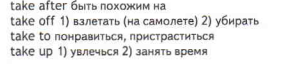 take after быть похожим на
take off 1) взлетать (на самолете) 2) убирать
take to понравиться, пристраститься
take up 1) увлечься 2) занять время